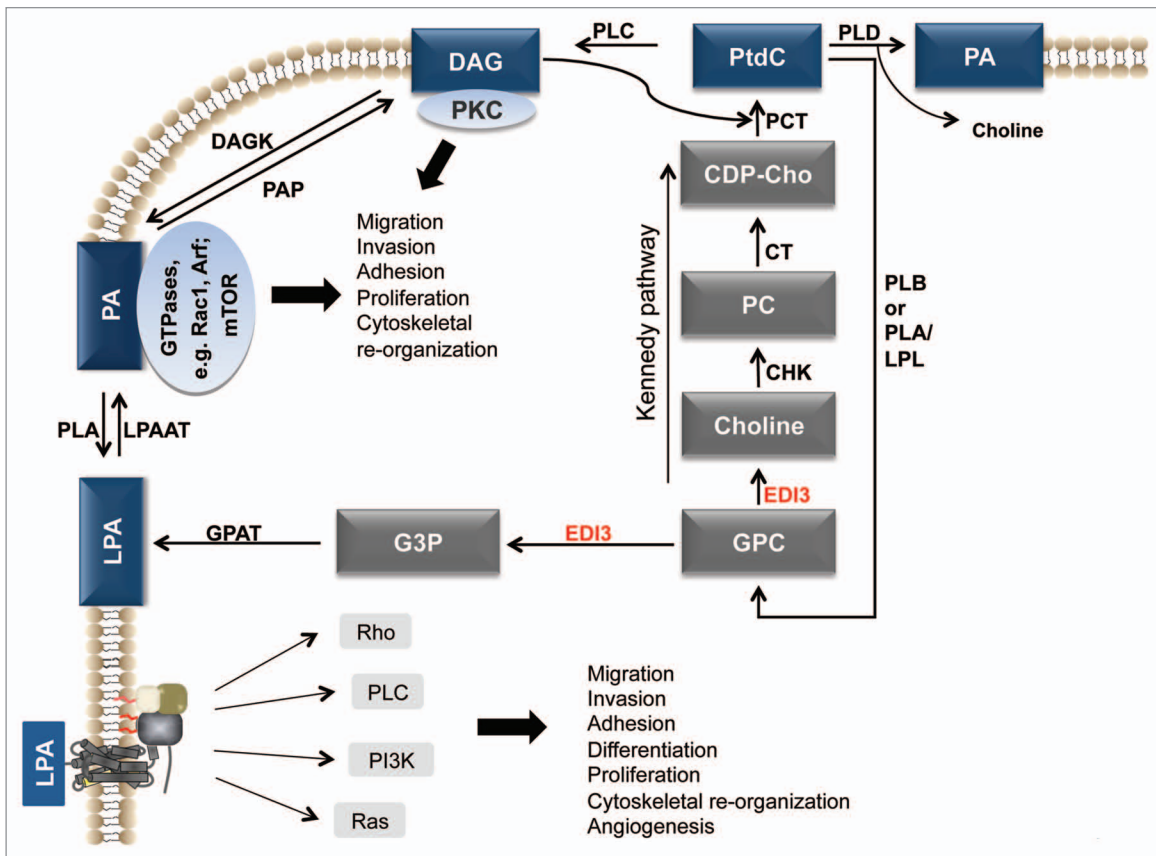 PLC
PLD
DAG
PtdC
PA
PKC
PCT
Choline
DAGK
PAP
CDP-Cho
Migration
Invasion
Adhesion
Proliferation
Cytoskeletal
re-organization
PA
GTPases,
e.g. Rac1, Arf;
mTOR
CT
Kennedy pathway
PC
PLB
or
PLA/
LPL
CHK
PLA
LPAAT
Choline
EDI3
LPA
GPAT
G3P
EDI3
GPC
Rho
PLC
PI3K
Ras
LPA
Migration
Invasion
Adhesion
Differentiation
Proliferation
Cytoskeletal re-organization
Angiogenesis